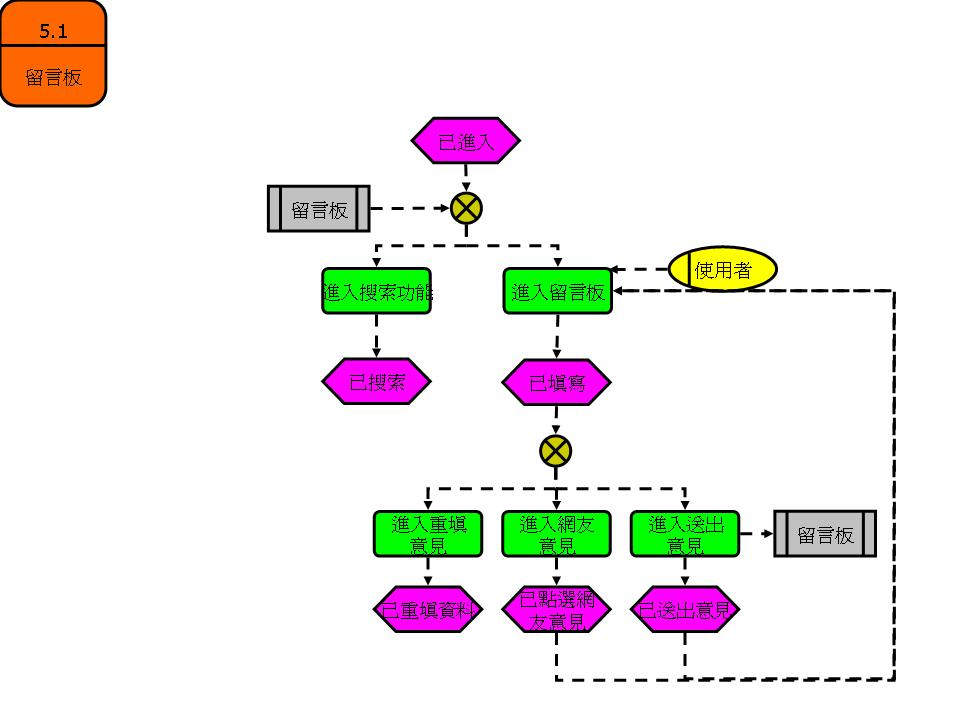 5.1
留言板
已進入
留言板
使用者
進入搜索功能
進入留言板
已搜索
已填寫
進入重填
意見
進入網友
意見
進入送出
意見
留言板
已重填資料
已點選網
友意見
已送出意見